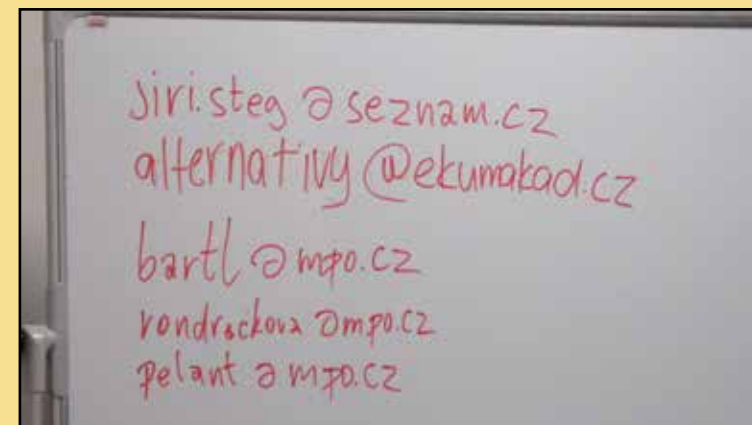 jiri.steg@seznam.cz
alternativy@ekumakad.cz
bartl@mpo.cz
vondrackova@mpo.cz
pelant@mpo.cz